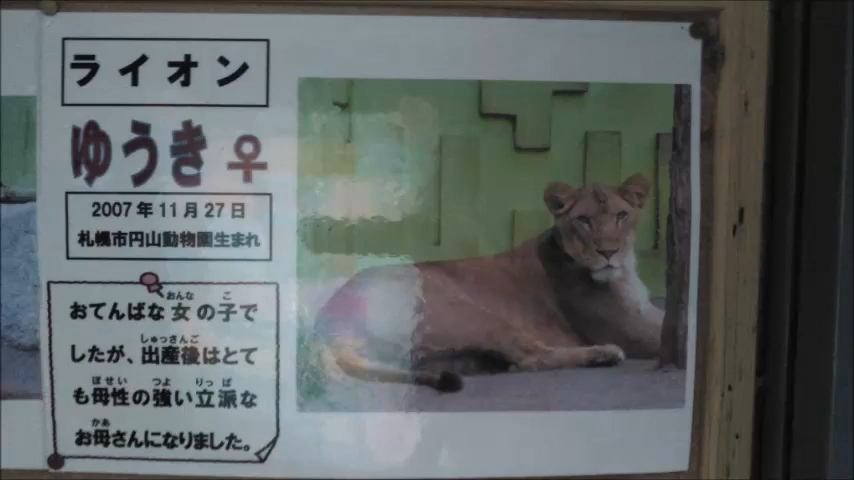 ライオン
ゆうき♀
2007年11月27日
札幌市円山動物園生まれ
おてんばな女の子で
したが、出産後はとて
も母性の強い立派な
お母さんになりました。